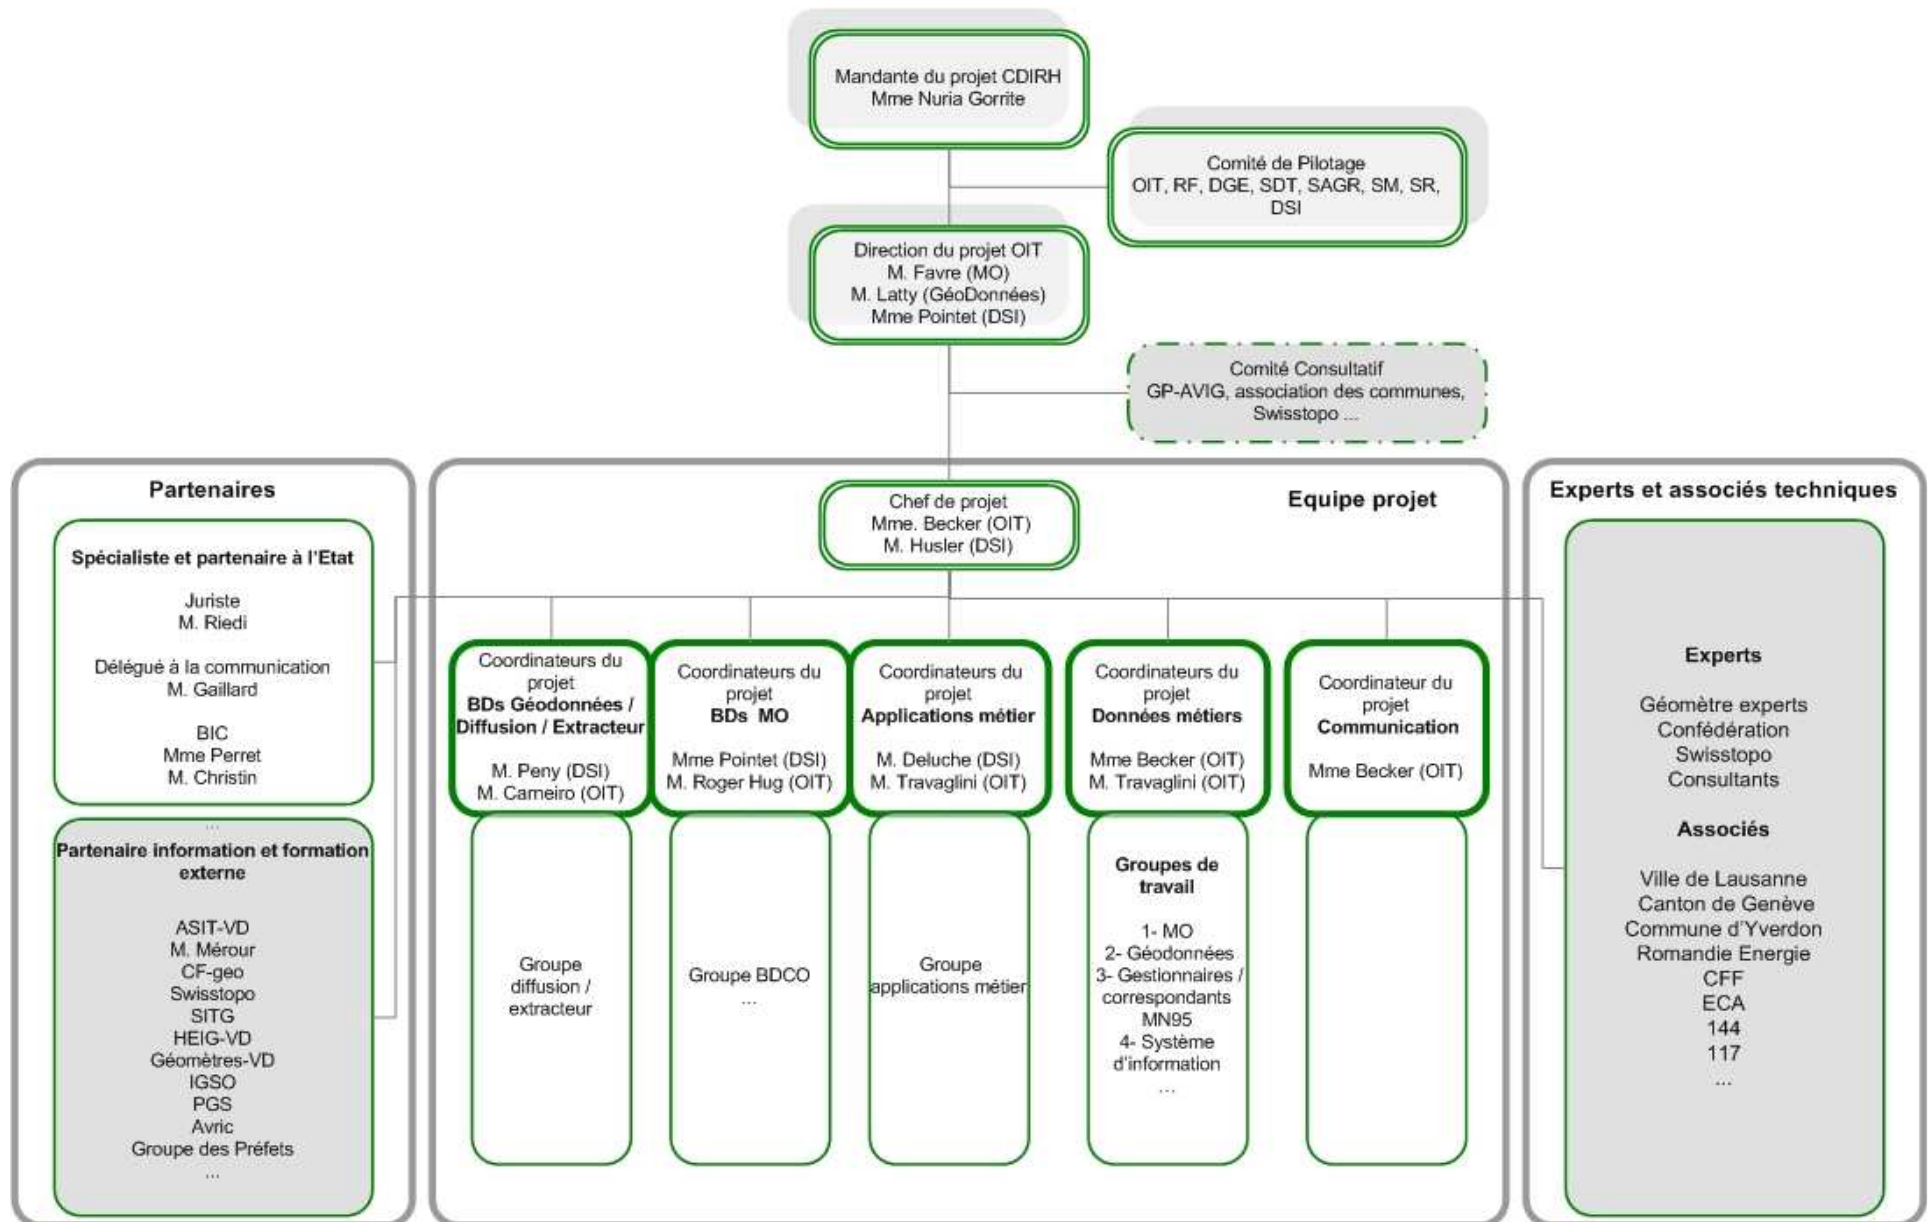 Mandante du projet CDIRH
Mme Nuria Gorrite
Comité de Pilotage
OIT, RF, DGE, SDT, SAGR, SM, SR,
DSI
Direction du projet OIT
M. Favre (MO)
M. Latty (GéoDonnées)
Mme Pointet (DSI)
Comité Consultatif
GP-AVIG, association des communes,
Swisstopo ...
Partenaires
Spécialiste et partenaire à l'Etat
Juriste
M. Riedi
Délégué à la communication
M. Gaillard
BIC
Mme Perret
M. Christin
...
Partenaire information et formation
externe
ASIT-VD
M. Mérour
CF-geo
Swisstopo
SITG
HEIG-VD
Géomètres-VD
IGSO
PGS
Avric
Groupe des Préfets
...
Equipe projet
Chef de projet
Mme. Becker (OIT)
M. Husler (DSI)
Coordinateurs du
projet
BDs Géodonnées /
Diffusion / Extracteur
M. Peny (DSI)
M. Carneiro (OIT)
Groupe
diffusion /
extracteur
Coordinateurs du
projet
BDs MO
Mme Pointet (DSI)
M. Roger Hug (OIT)
Groupe BDCO
...
Coordinateurs du
projet
Applications métier
M. Deluche (DSI)
M. Travaglini (OIT)
Groupe
applications métier
Coordinateurs du
projet
Données métiers
Mme Becker (OIT)
M. Travaglini (OIT)
Groupes de
travail
1- MO
2- Géodonnées
3- Gestionnaires /
correspondants
MN95
4- Système
d'information
...
Coordinateur du
projet
Communication
Mme Becker (OIT)
Experts et associés techniques
Experts
Géomètre experts
Confédération
Swisstopo
Consultants
Associés
Ville de Lausanne
Canton de Genève
Commune d'Yverdon
Romandie Energie
CFF
ECA
144
117
...